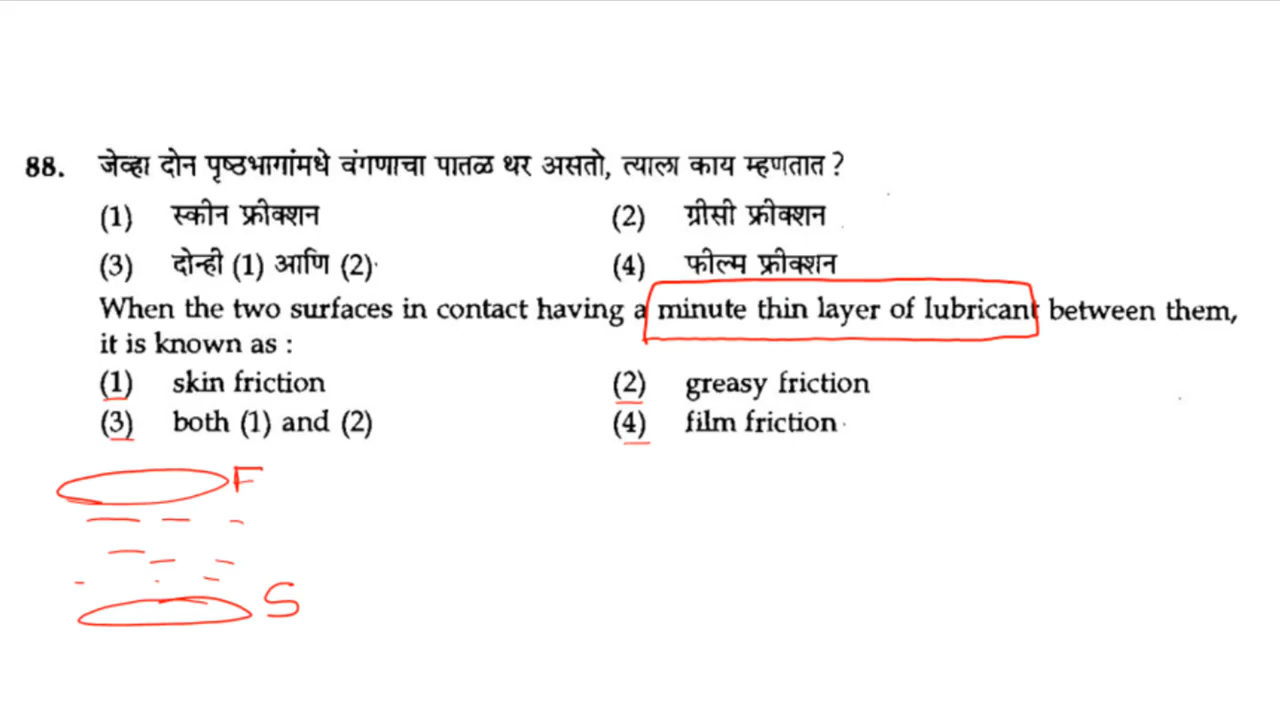 88. जेव्हा दोन पृष्ठभागांमधे वंगणाचा पातळ थर असतो, त्याला काय म्हणतात ?
(1) स्कीन फ्रीक्शन (2) ग्रीसी फ्रीक्शन
(3) दोन्ही (1) आणि (2) (4) फील्म फ्रीक्शन
When the two surfaces in contact having a minute thin layer of lubricant between them,
it is known as :
(1) skin friction (2) greasy friction
(3) both (1) and (2) (4) film friction
F
S